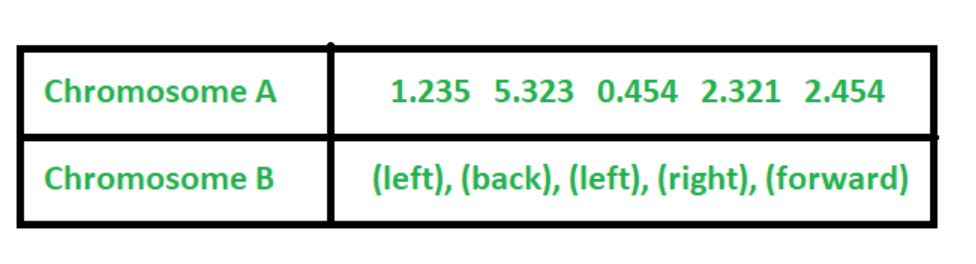 Chromosome A 1.235 5.323 0.454 2.321 2.454
Chromosome B (left), (back), (left), (right), (forward)